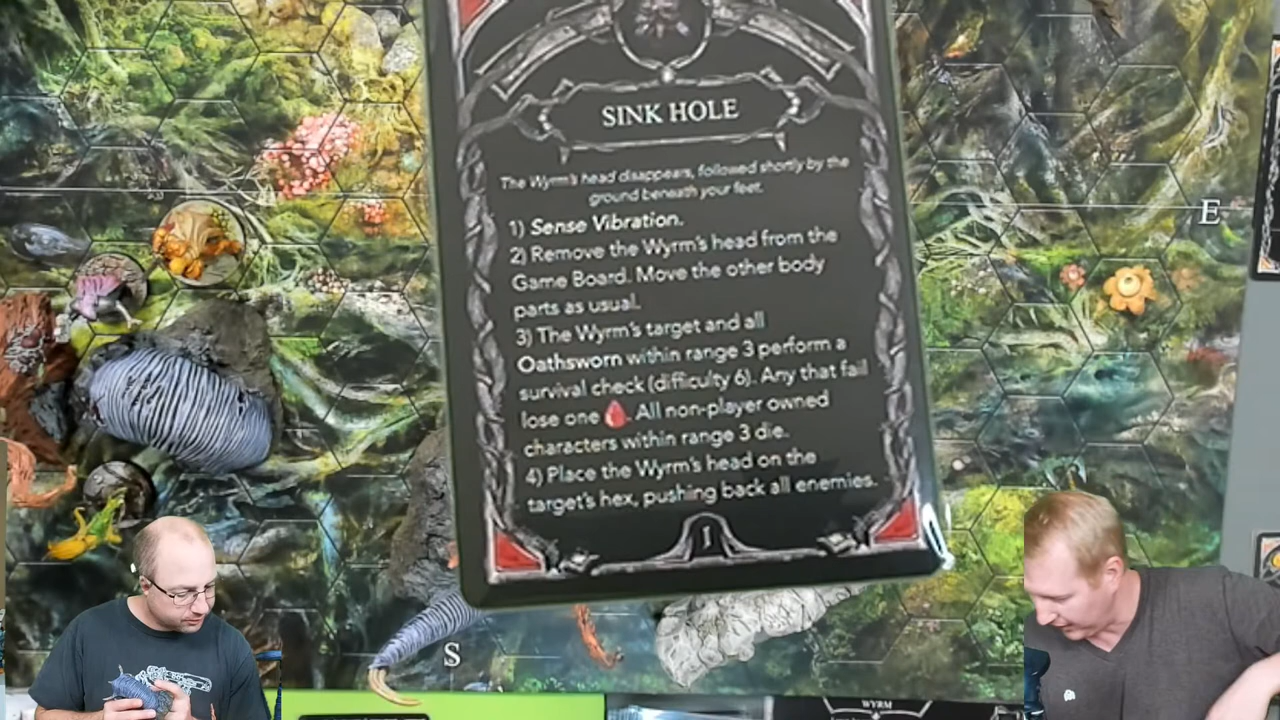 SINK HOLE
The Wyrm's head disappears, followed shortly by the
ground beneath your feet.
1) Sense Vibration.
2) Remove the Wyrm's head from the
Game Board. Move the other body
parts as usual.
3) The Wyrm's target and all
Oathsworn within range 3 perform a
survival check (difficulty 6). Any that fail
lose one . All non-player owned
characters within range 3 die.
4) Place the Wyrm's head on the
target's hex, pushing back all enemies.
I
E
S
WYRM